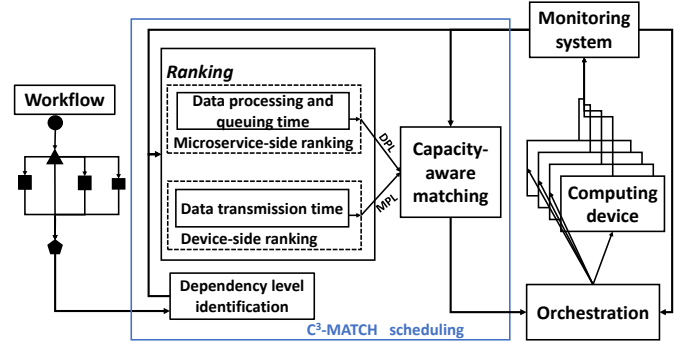 Monitoring
system
Ranking
Workflow
Data processing and
queuing time
Microservice-side ranking
DPL
Capacity-
aware
matching
MPL
Data transmission time
Device-side ranking
Computing
device
Dependency level
identification
Orchestration
C³-MATCH scheduling